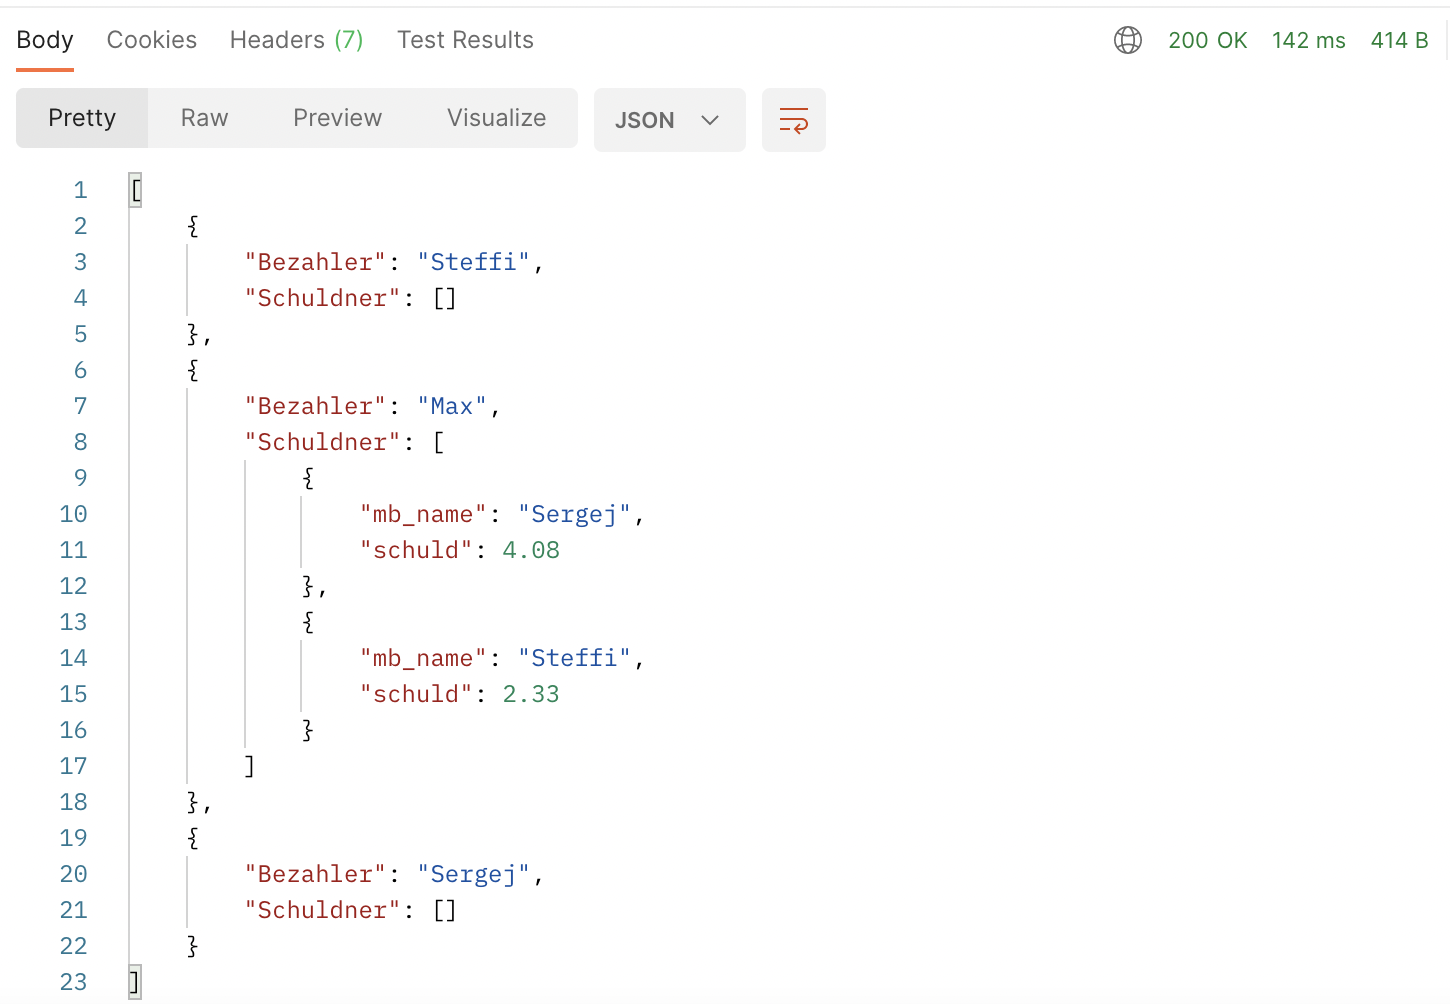 Body Cookies Headers (7) Test Results 200 OK 142 ms 414 B
Pretty Raw Preview Visualize JSON
1 [
2 {
3 "Bezahler": "Steffi",
4 "Schuldner": []
5 },
6 {
7 "Bezahler": "Max",
8 "Schuldner": [
9 {
10 "mb_name": "Sergej",
11 "schuld": 4.08
12 },
13 {
14 "mb_name": "Steffi",
15 "schuld": 2.33
16 }
17 ]
18 },
19 {
20 "Bezahler": "Sergej",
21 "Schuldner": []
22 }
23 ]